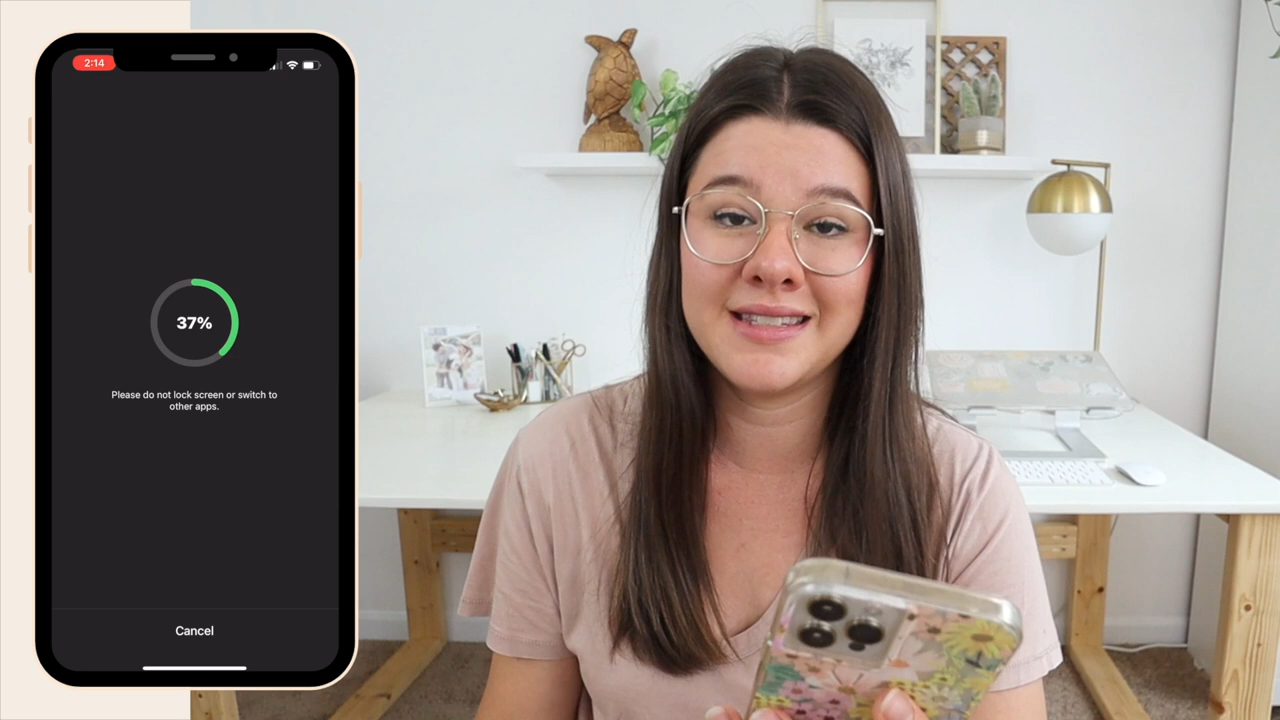 2:14
37%
Please do not lock screen or switch to
other apps.
Cancel